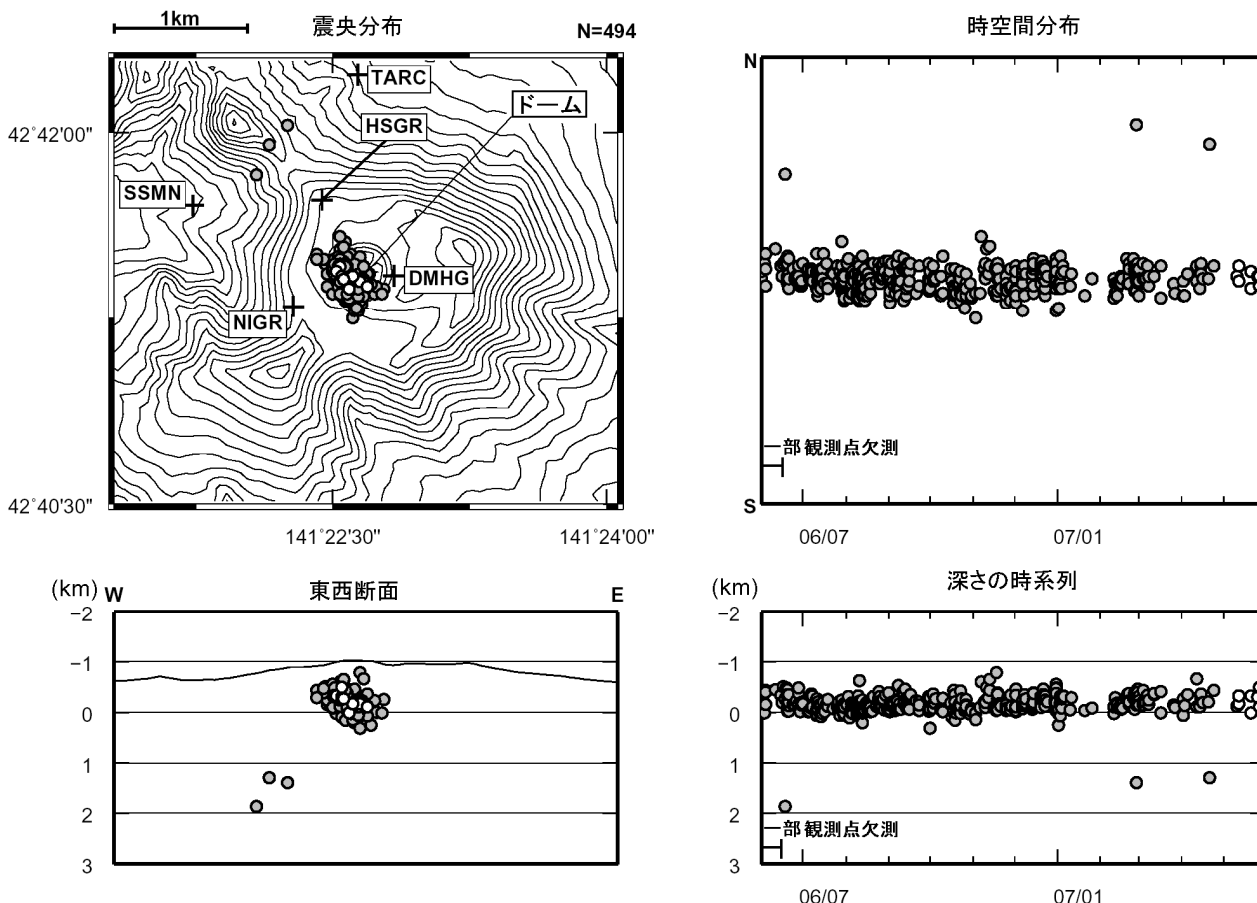 1km
震央分布
N=494
TARC
ドーム
HSGR
42˚42'00"
SSMN
DMHG
NIGR
42˚40'30"
141˚22'30"
141˚24'00"
時空間分布
N
一部観測点欠測
S
06/07
07/01
(km)
W
東西断面
E
−2
−1
0
1
2
3
(km)
深さの時系列
−2
−1
0
1
2
一部観測点欠測
3
06/07
07/01